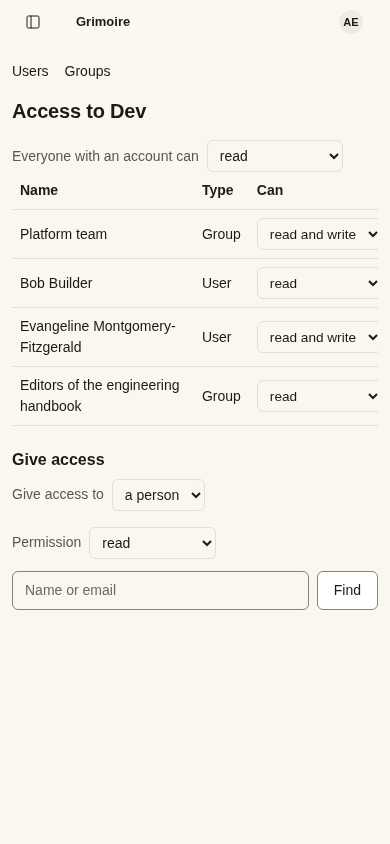 Grimoire
AE
Users Groups
Access to Dev
Everyone with an account can read
Name Type Can
Platform team Group read and write
Bob Builder User read
Evangeline Montgomery-
Fitzgerald User read and write
Editors of the engineering
handbook Group read
Give access
Give access to a person
Permission read
Name or email Find